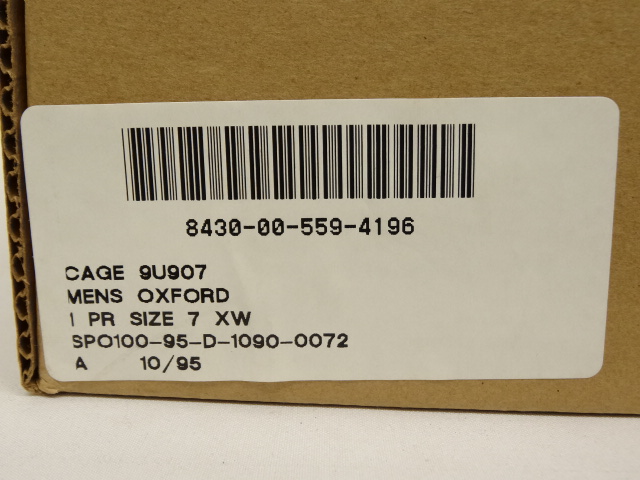 8430-00-559-4196
CAGE 9U907
MENS OXFORD
1 PR SIZE 7 XW
SPO100-95-D-1090-0072
A 10/95